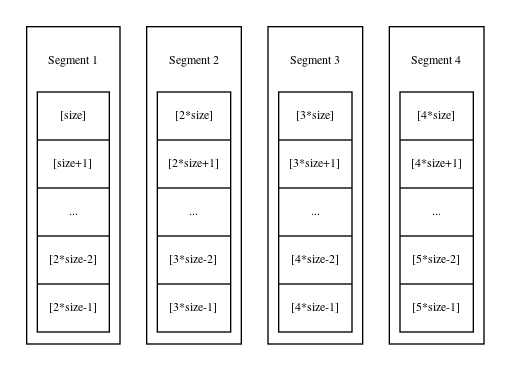 Segment 1
[size]
[size+1]
...
[2*size-2]
[2*size-1]
Segment 2
[2*size]
[2*size+1]
...
[3*size-2]
[3*size-1]
Segment 3
[3*size]
[3*size+1]
...
[4*size-2]
[4*size-1]
Segment 4
[4*size]
[4*size+1]
...
[5*size-2]
[5*size-1]